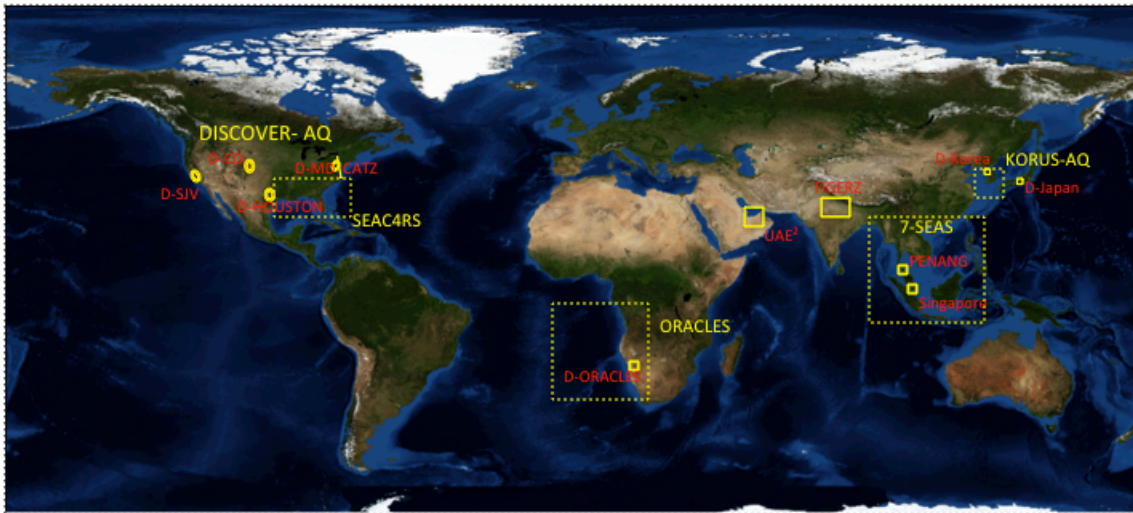 DISCOVER- AQ
D-CO
D-MD/CATZ
D-SJV
D-HOUSTON
SEAC4RS
D-Korea
KORUS-AQ
D-Japan
TIGERZ
UAE²
7-SEAS
PENANG
Singapore
ORACLES
D-ORACLES